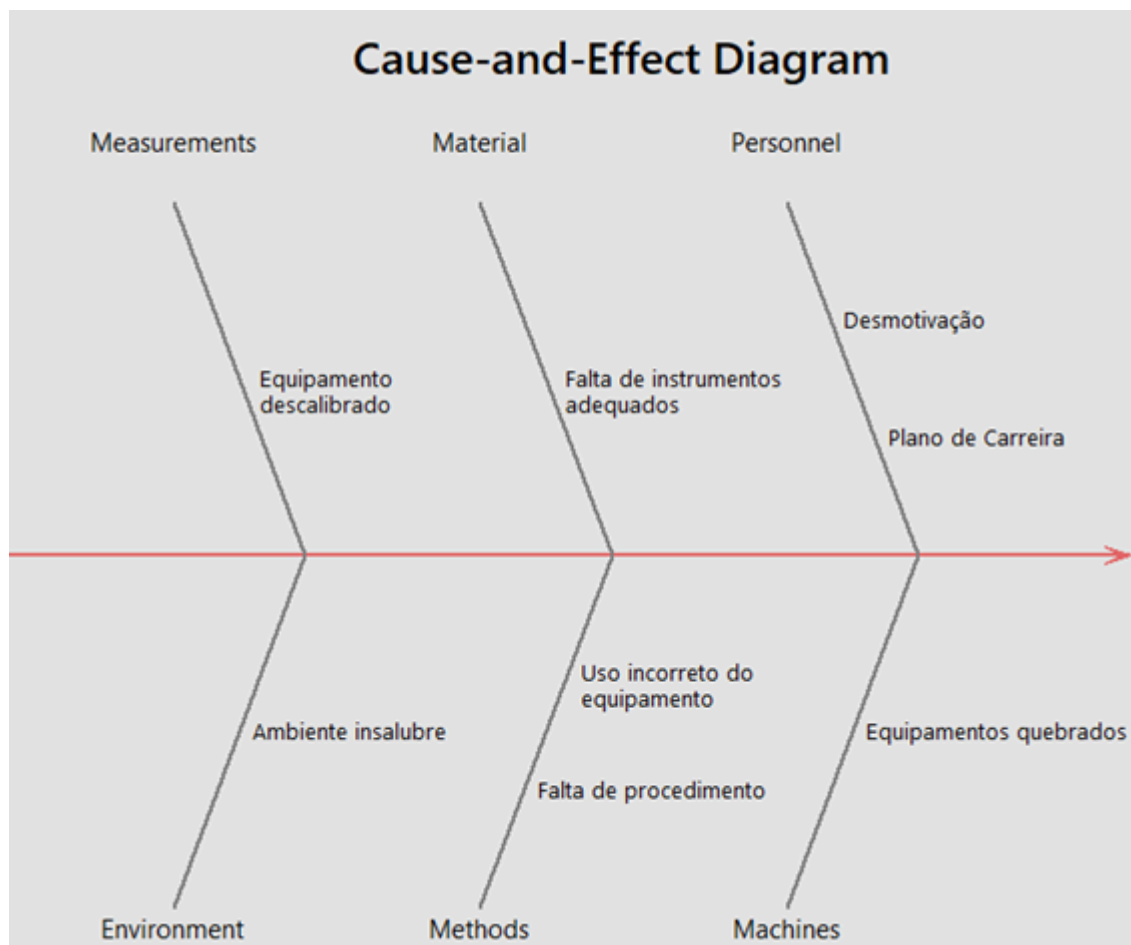 Cause-and-Effect Diagram
Measurements
Material
Personnel
Desmotivação
Equipamento
descalibrado
Falta de instrumentos
adequados
Plano de Carreira
Uso incorreto do
equipamento
Ambiente insalubre
Equipamentos quebrados
Falta de procedimento
Environment
Methods
Machines